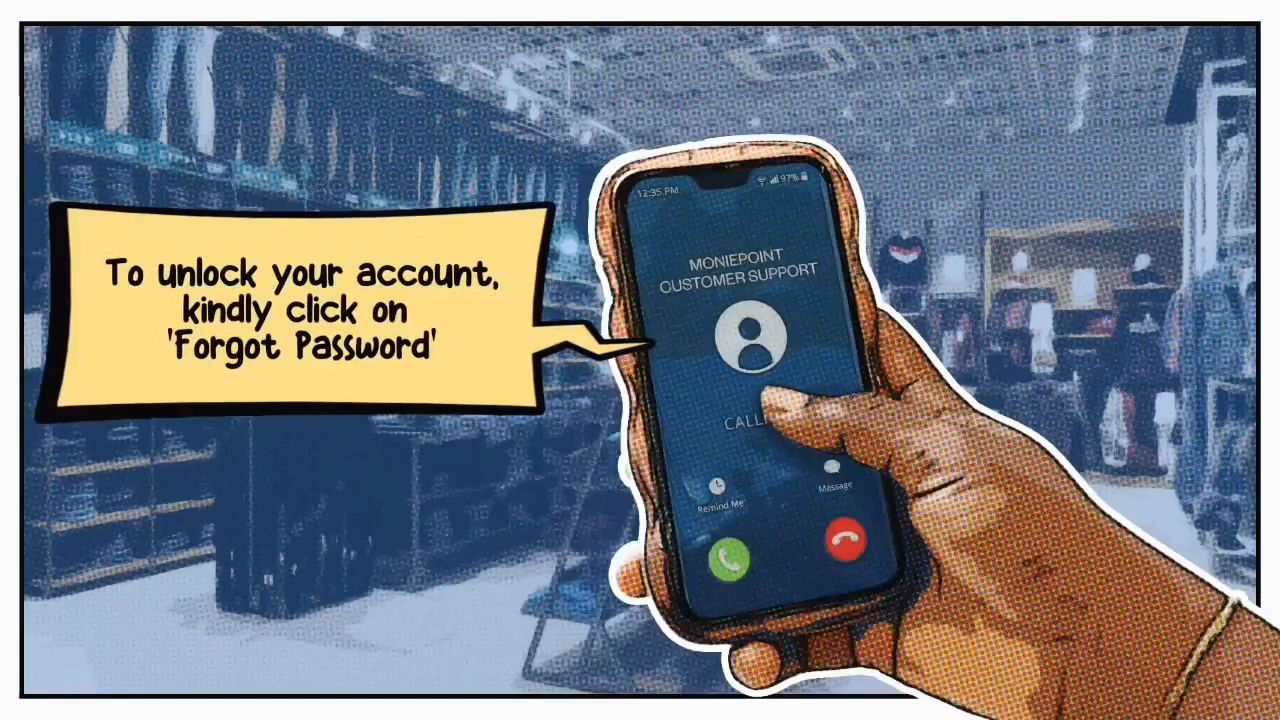 To unlock your account,
kindly click on
'Forgot Password'
12:35 PM
97%
MONIEPOINT
CUSTOMER SUPPORT
Remind Me
Message